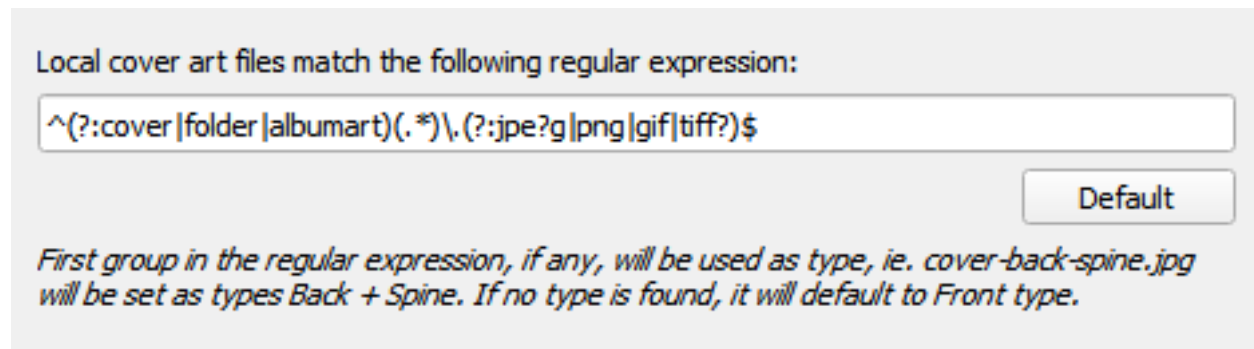 Local cover art files match the following regular expression:
^(?:cover|folder|albumart)(.*)\.(?:jpe?g|png|gif|tiff?)$
Default
First group in the regular expression, if any, will be used as type, ie. cover-back-spine.jpg
will be set as types Back + Spine. If no type is found, it will default to Front type.